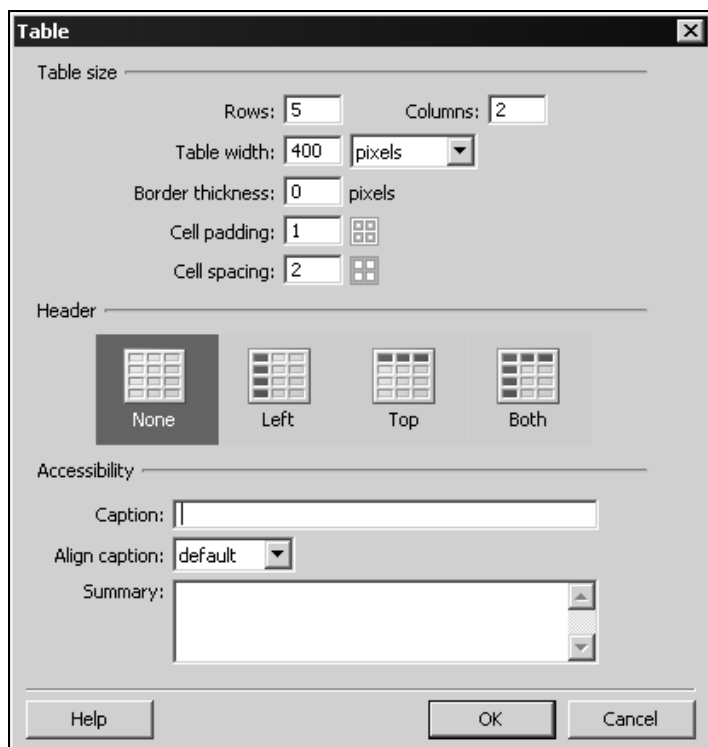 Table
Table size
Rows: 5 Columns: 2
Table width: 400 pixels
Border thickness: 0 pixels
Cell padding: 1
Cell spacing: 2
Header
None Left Top Both
Accessibility
Caption:
Align caption: default
Summary:
Help OK Cancel